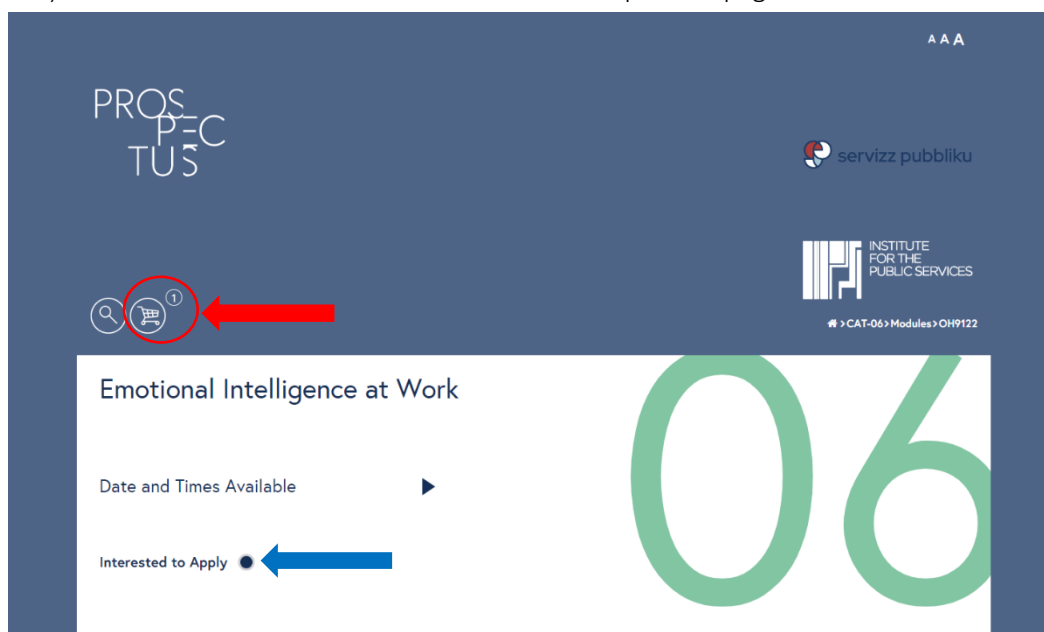 A A A
PROS
PEC
TUS
servizz pubbliku
INSTITUTE
FOR THE
PUBLIC SERVICES
1
>CAT-06>Modules>OH9122
Emotional Intelligence at Work
06
Date and Times Available
Interested to Apply